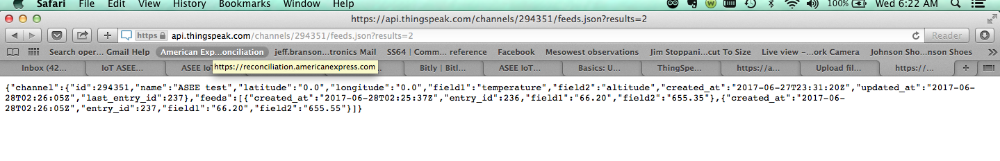 Safari File Edit View History Bookmarks Window Help W 100% Wed 6:22 AM
https://api.thingspeak.com/channels/294351/feeds.json?results=2
https api.thingspeak.com/channels/294351/feeds.json?results=2 Reader
Search oper... Gmail Help American Exp...onciliation jeff.branson...tronics Mail SS64 | Comm... reference Facebook Mesowest observations Jim Stoppani...cut To Size Live view -...ork Camera Johnson Sho...nson Shoes
Inbox (42... IoT ASEE... ASEE Io Bitly | Bitl... ASEE IoT... Basics: U... ThingSpe... https://a... Upload fil... https://...
https://reconciliation.americanexpress.com
{"channel":{"id":294351,"name":"ASEE test","latitude":"0.0","longitude":"0.0","field1":"temperature","field2":"altitude","created_at":"2017-06-27T23:31:20Z","updated_at":"2017-06-
28T02:26:05Z","last_entry_id":237},"feeds":[{"created_at":"2017-06-28T02:25:37Z","entry_id":236,"field1":"66.20","field2":"655.35"},{"created_at":"2017-06-
28T02:26:05Z","entry_id":237,"field1":"66.20","field2":"655.55"}]}